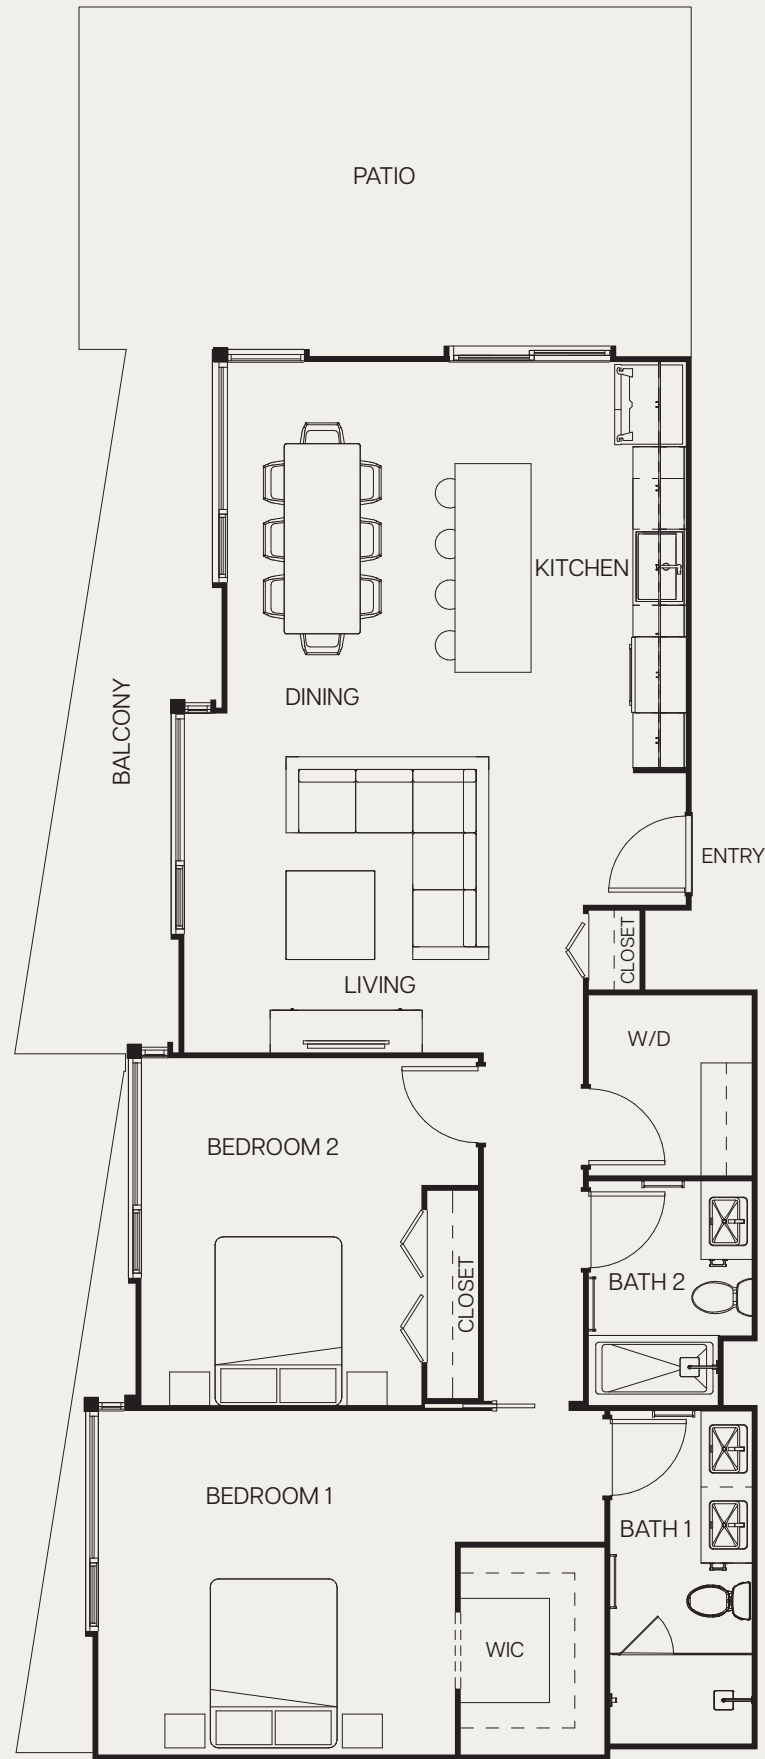 PATIO
KITCHEN
DINING
BALCONY
ENTRY
CLOSET
LIVING
W/D
BEDROOM 2
CLOSET
BATH 2
BEDROOM 1
BATH 1
WIC